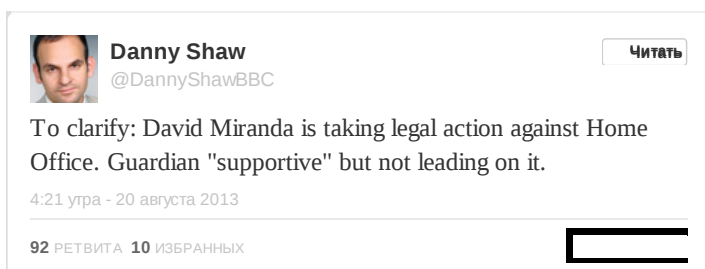 Danny Shaw
Читать
@DannyShawBBC
To clarify: David Miranda is taking legal action against Home
Office. Guardian "supportive" but not leading on it.
4:21 утра - 20 августа 2013
92 РЕТВИТА 10 ИЗБРАННЫХ